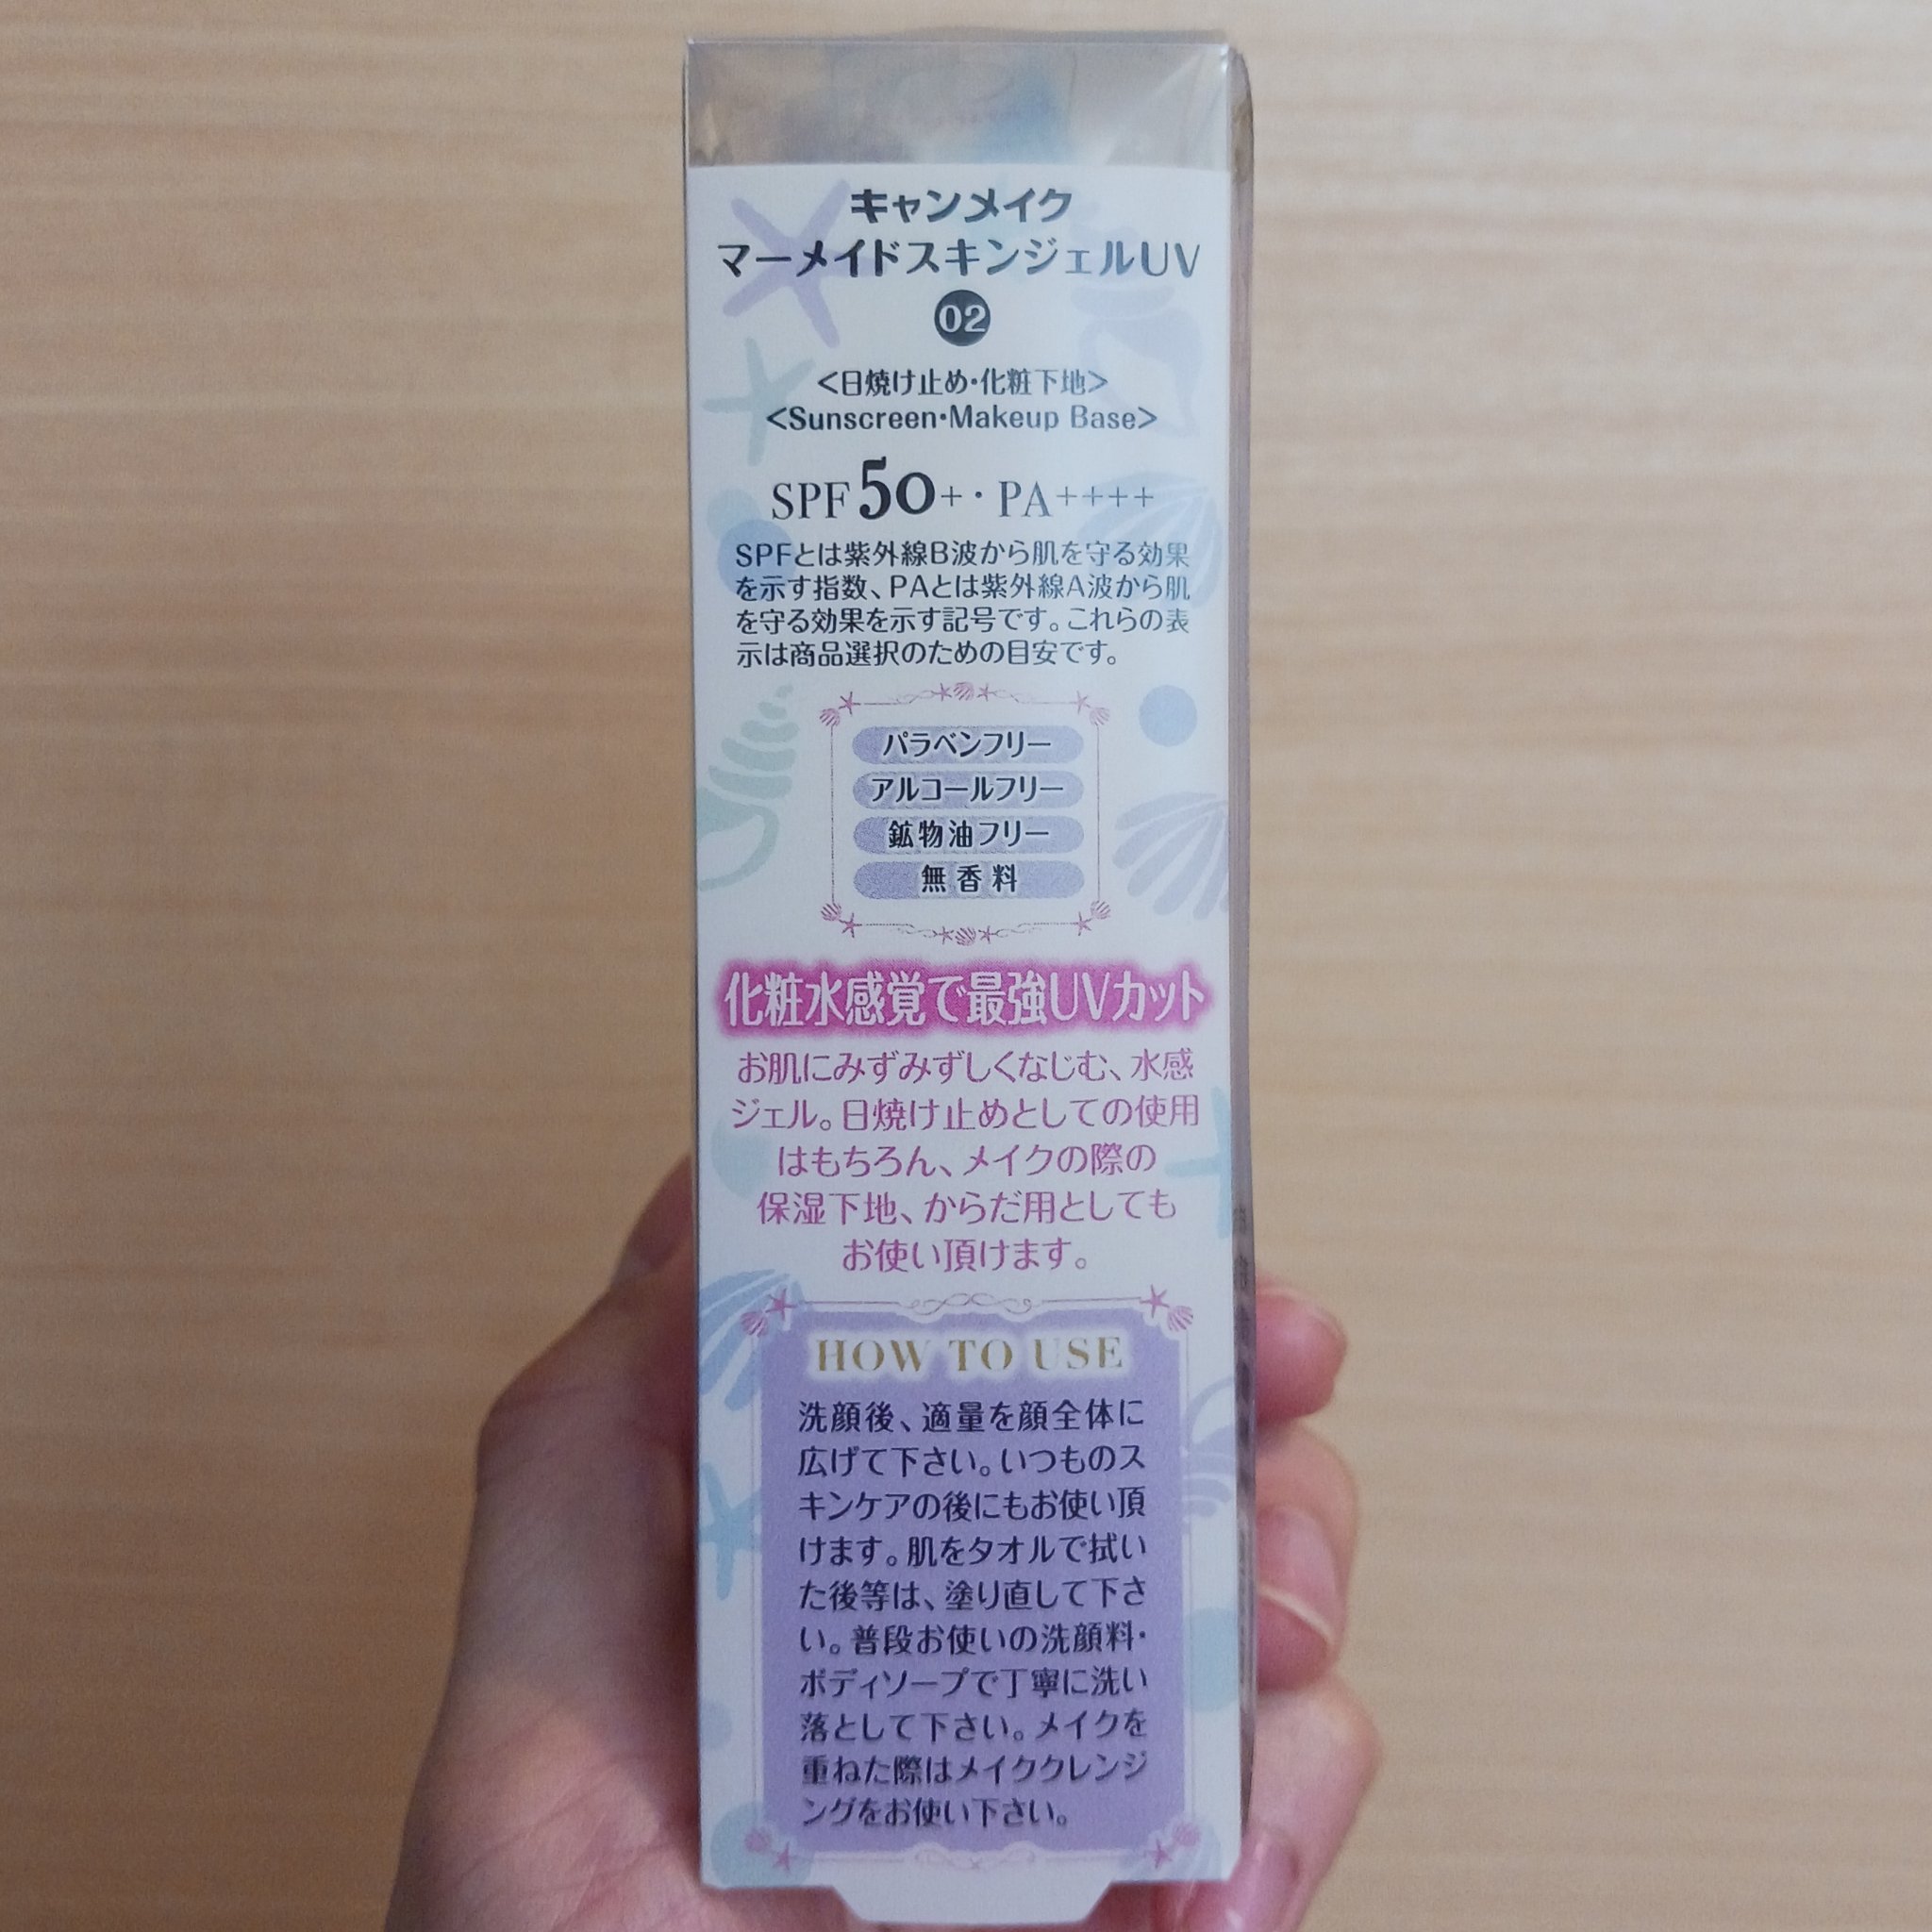 キャンメイク
マーメイドスキンジェルUV
02
<日焼け止め・化粧下地>
<Sunscreen・Makeup Base>
SPF50+・PA++++
SPFとは紫外線B波から肌を守る効果
を示す指数、PAとは紫外線A波から肌
を守る効果を示す記号です。これらの表
示は商品選択のための目安です。
パラベンフリー
アルコールフリー
鉱物油フリー
無香料
化粧水感覚で最強UVカット
お肌にみずみずしくなじむ、水感
ジェル。日焼け止めとしての使用
はもちろん、メイクの際の
保湿下地、からだ用としても
お使い頂けます。
HOW TO USE
洗顔後、適量を顔全体に
広げて下さい。いつものス
キンケアの後にもお使い頂
けます。肌をタオルで拭い
た後等は、塗り直して下さ
い。普段お使いの洗顔料・
ボディソープで丁寧に洗い
落として下さい。メイクを
重ねた際はメイククレンジ
ングをお使い下さい。